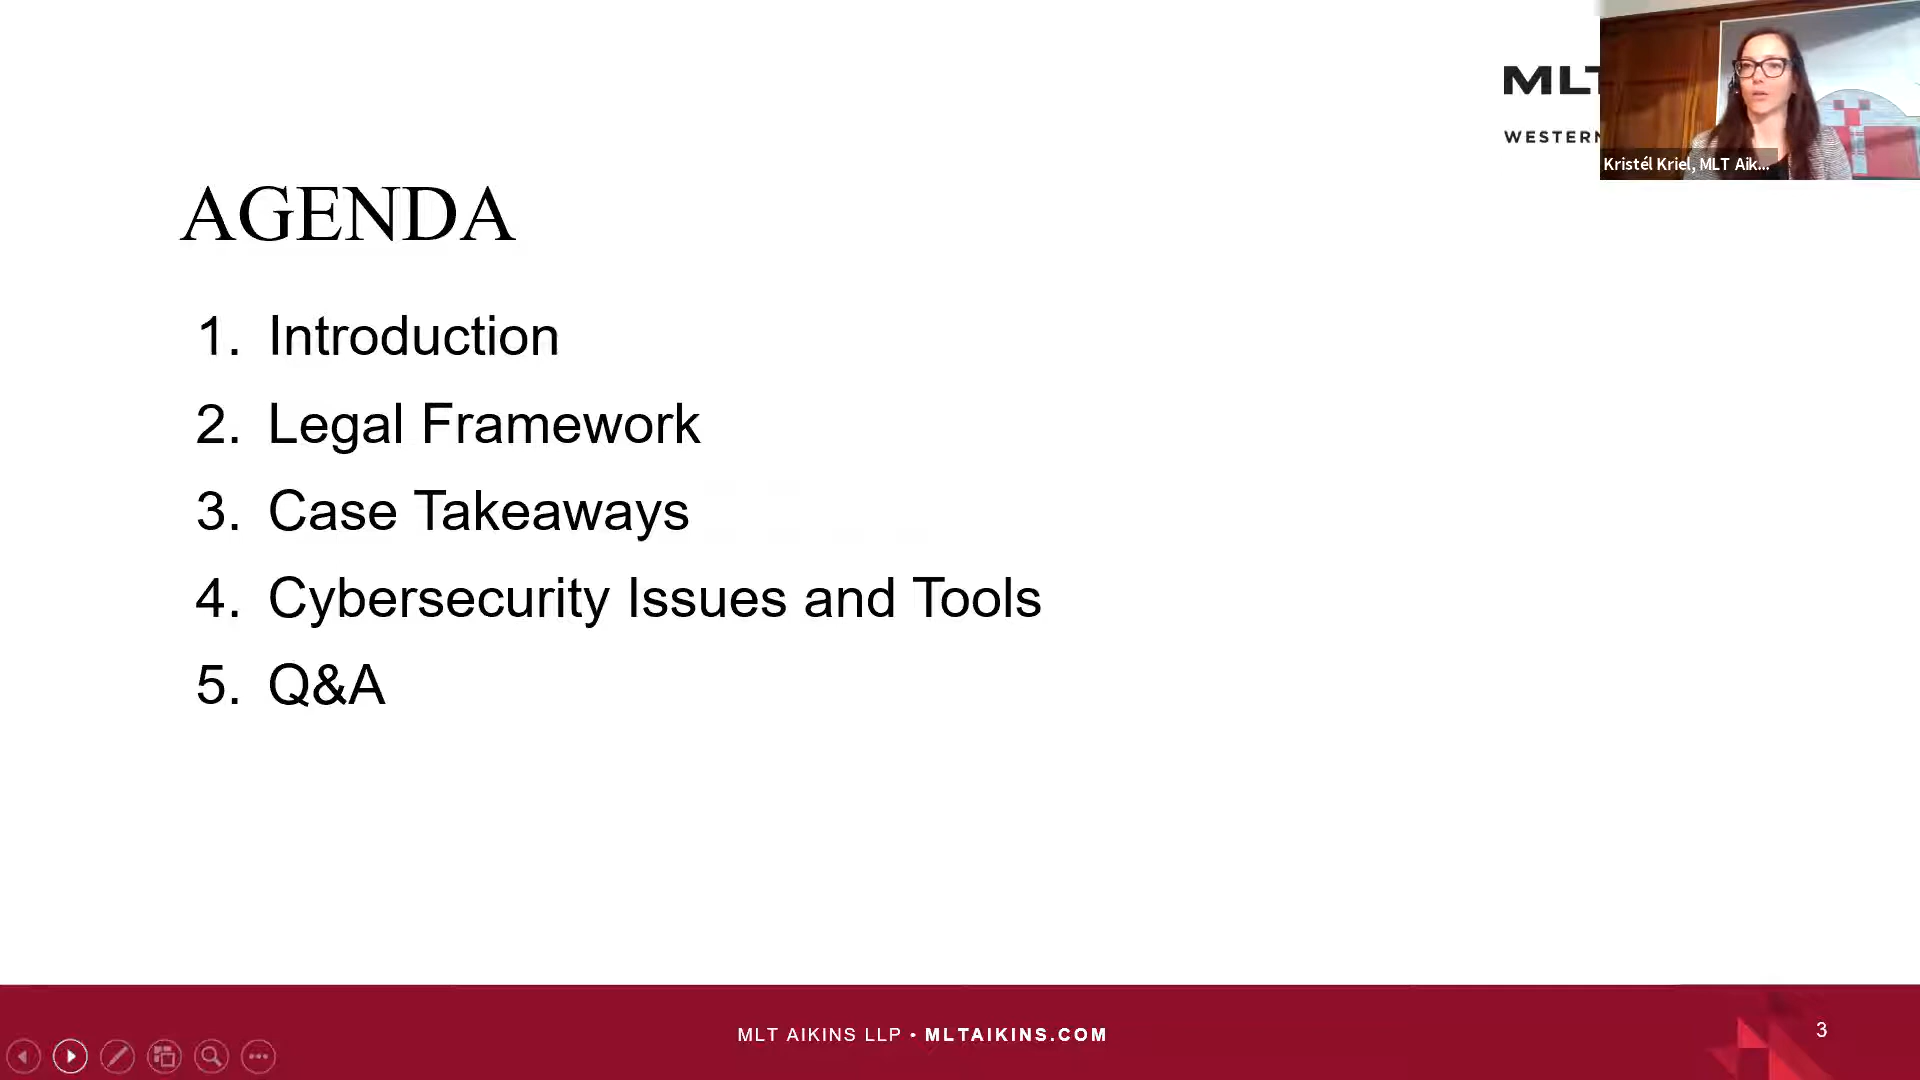 MLT
WESTERN
Kristél Kriel, MLT Aik...
AGENDA
1. Introduction
2. Legal Framework
3. Case Takeaways
4. Cybersecurity Issues and Tools
5. Q&A
MLT AIKINS LLP • MLTAIKINS.COM
3